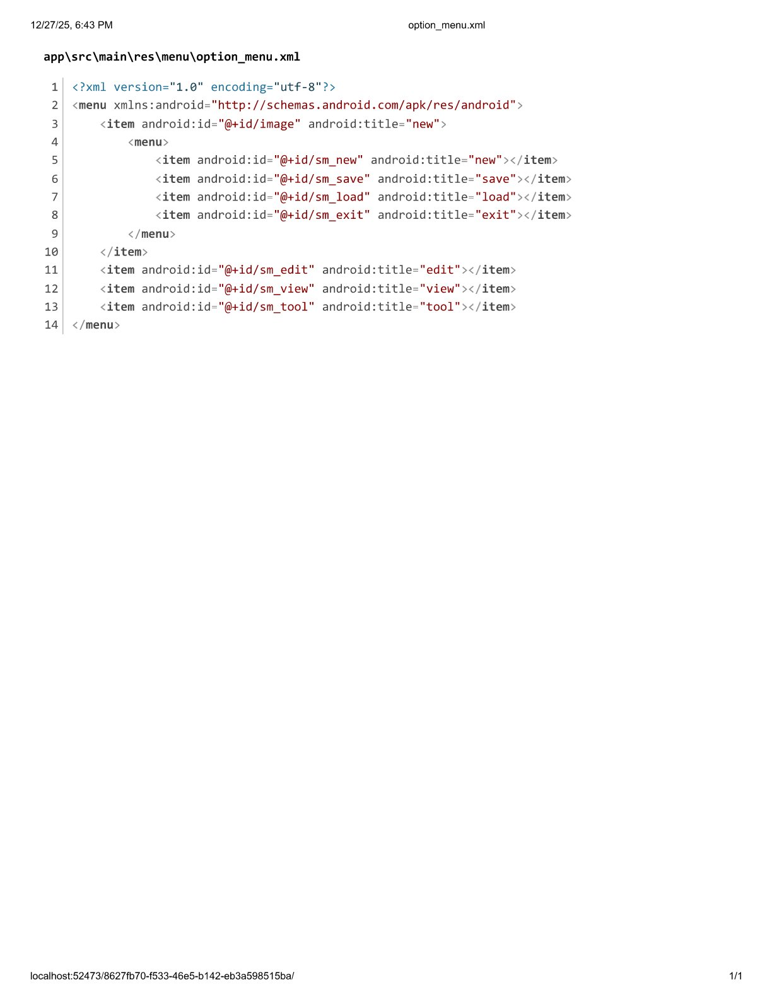 12/27/25, 6:43 PM option_menu.xml
app\src\main\res\menu\option_menu.xml
1 <?xml version="1.0" encoding="utf-8"?>
2 <menu xmlns:android="http://schemas.android.com/apk/res/android">
3     <item android:id="@+id/image" android:title="new">
4         <menu>
5             <item android:id="@+id/sm_new" android:title="new"></item>
6             <item android:id="@+id/sm_save" android:title="save"></item>
7             <item android:id="@+id/sm_load" android:title="load"></item>
8             <item android:id="@+id/sm_exit" android:title="exit"></item>
9         </menu>
10     </item>
11     <item android:id="@+id/sm_edit" android:title="edit"></item>
12     <item android:id="@+id/sm_view" android:title="view"></item>
13     <item android:id="@+id/sm_tool" android:title="tool"></item>
14 </menu>
localhost:52473/8627fb70-f533-46e5-b142-eb3a598515ba/ 1/1